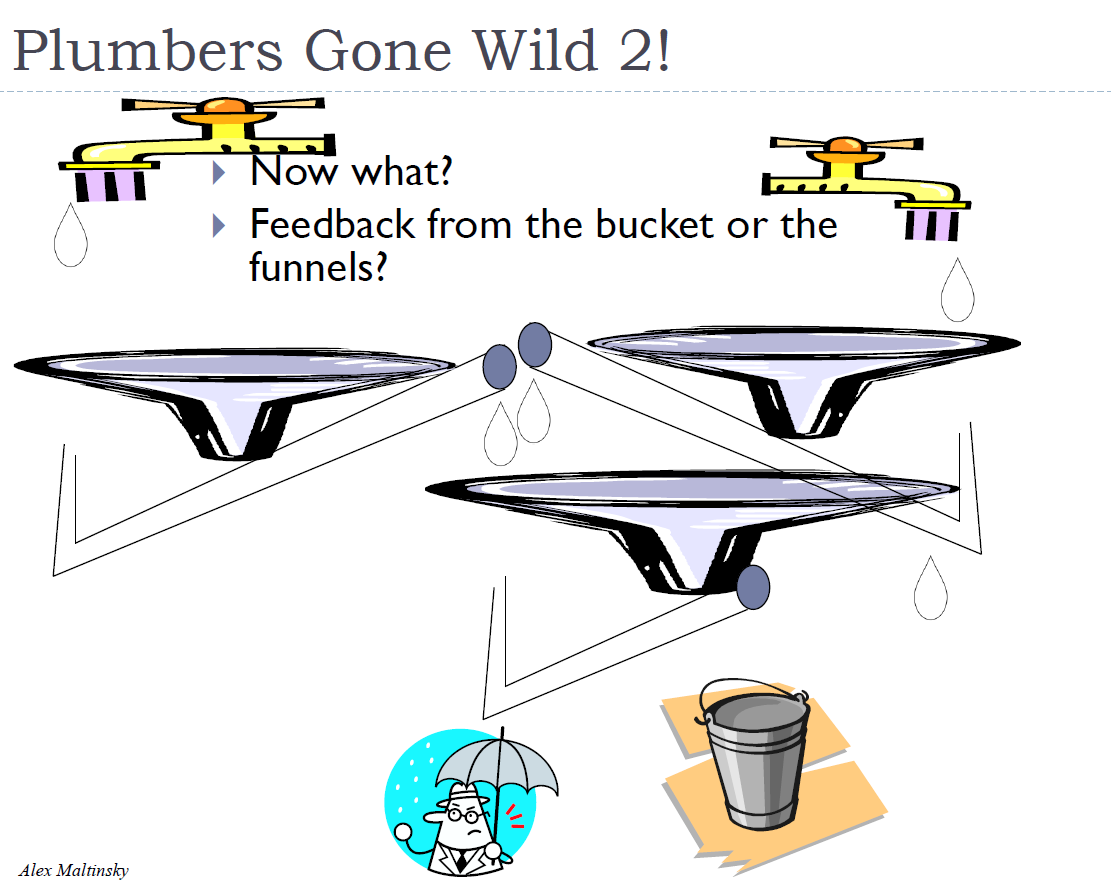 Plumbers Gone Wild 2!
Now what?
Feedback from the bucket or the
funnels?
Alex Maltinsky